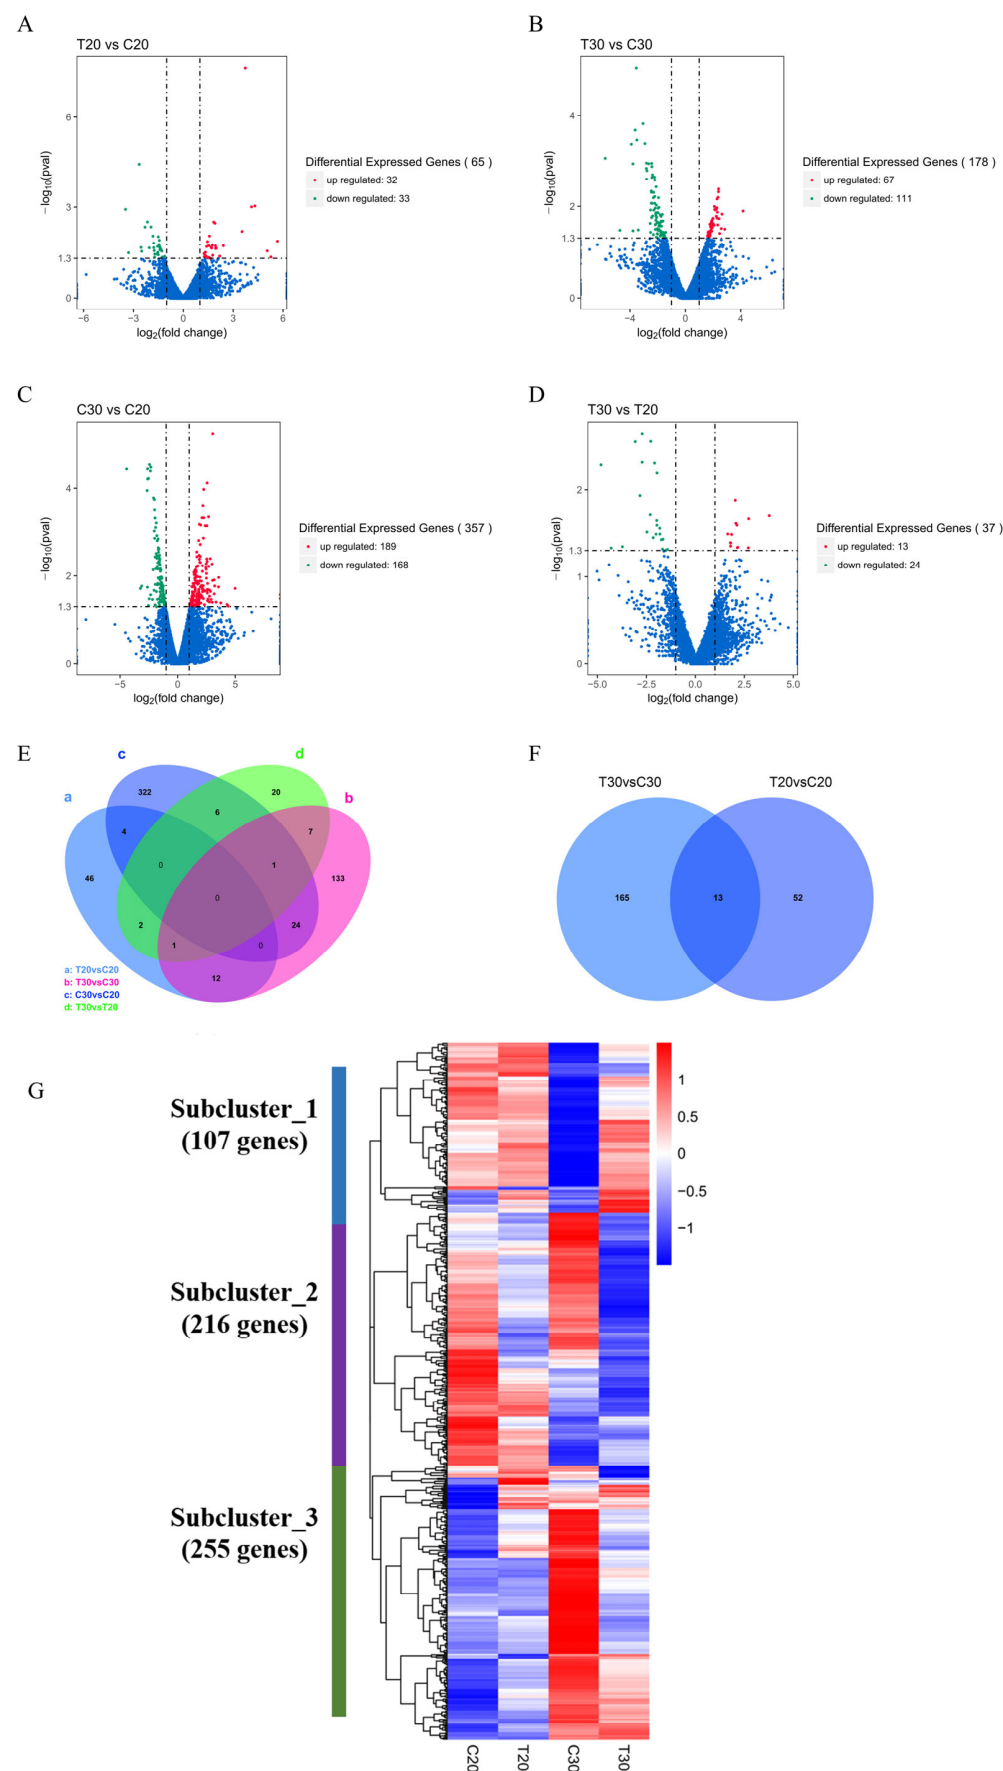 A
T20 vs C20
−log10(pval)
6
3
1.3
0
−6
−3
0
3
6
log2(fold change)
Differential Expressed Genes ( 65 )
up regulated: 32
down regulated: 33
B
T30 vs C30
−log10(pval)
4
2
1.3
0
−4
0
4
log2(fold change)
Differential Expressed Genes ( 178 )
up regulated: 67
down regulated: 111
C
C30 vs C20
−log10(pval)
4
2
1.3
0
−5
0
5
log2(fold change)
Differential Expressed Genes ( 357 )
up regulated: 189
down regulated: 168
D
T30 vs T20
−log10(pval)
2
1.3
1
0
−5.0
−2.5
0.0
2.5
5.0
log2(fold change)
Differential Expressed Genes ( 37 )
up regulated: 13
down regulated: 24
E
c
d
a
b
322
20
6
4
7
0
1
46
133
0
2
24
1
0
12
a: T20vsC20
b: T30vsC30
c: C30vsC20
d: T30vsT20
F
T30vsC30
T20vsC20
165
13
52
G
Subcluster_1
(107 genes)
Subcluster_2
(216 genes)
Subcluster_3
(255 genes)
1
0.5
0
−0.5
−1
C20
T20
C30
T30